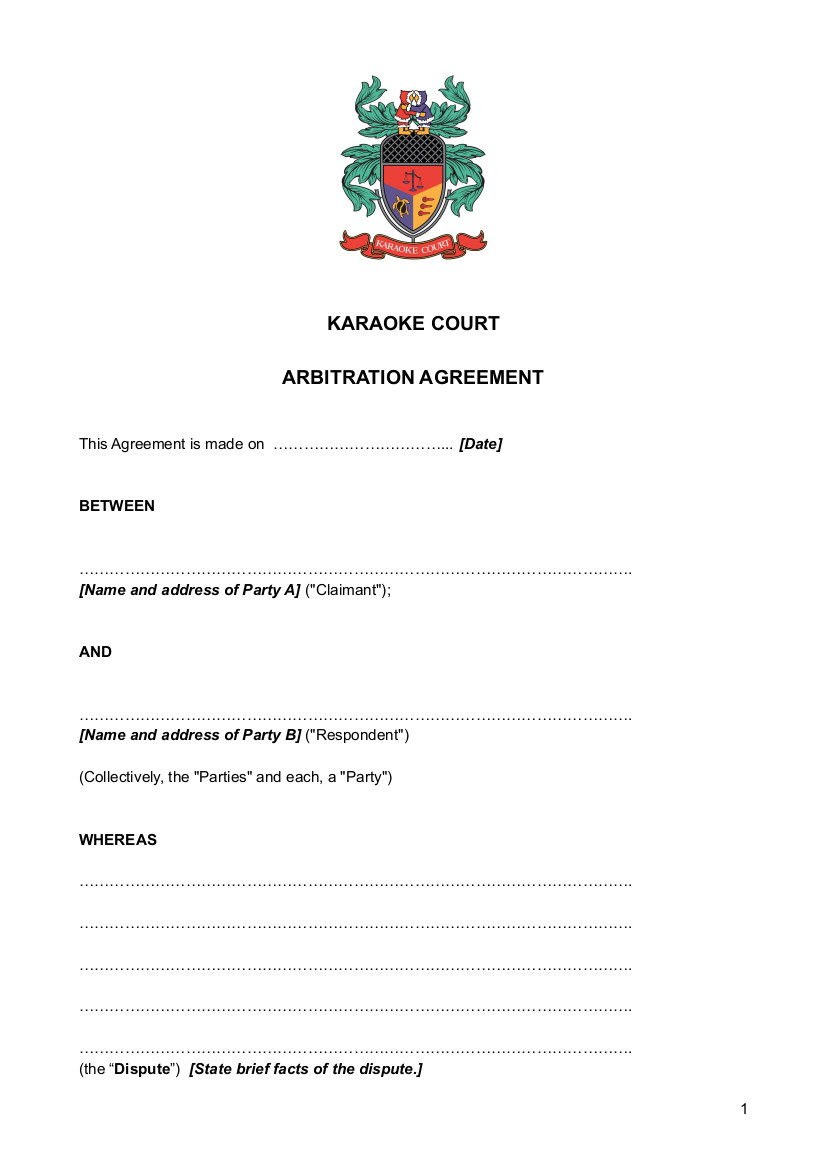 KARAOKE COURT
KARAOKE COURT
ARBITRATION AGREEMENT
This Agreement is made on ……………………………... [Date]
BETWEEN
……………………………………………………………………………………………….
[Name and address of Party A] ("Claimant");
AND
……………………………………………………………………………………………….
[Name and address of Party B] ("Respondent")
(Collectively, the "Parties" and each, a "Party")
WHEREAS
……………………………………………………………………………………………….
……………………………………………………………………………………………….
……………………………………………………………………………………………….
……………………………………………………………………………………………….
……………………………………………………………………………………………….
(the “Dispute”) [State brief facts of the dispute.]
1